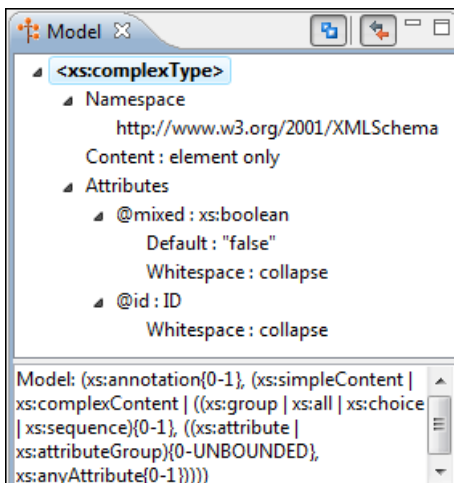 Model
<xs:complexType>
Namespace
http://www.w3.org/2001/XMLSchema
Content : element only
Attributes
@mixed : xs:boolean
Default : "false"
Whitespace : collapse
@id : ID
Whitespace : collapse
Model: (xs:annotation{0-1}, (xs:simpleContent |
xs:complexContent | ((xs:group | xs:all | xs:choice
| xs:sequence){0-1}, ((xs:attribute |
xs:attributeGroup){0-UNBOUNDED},
xs:anyAttribute{0-1}))))